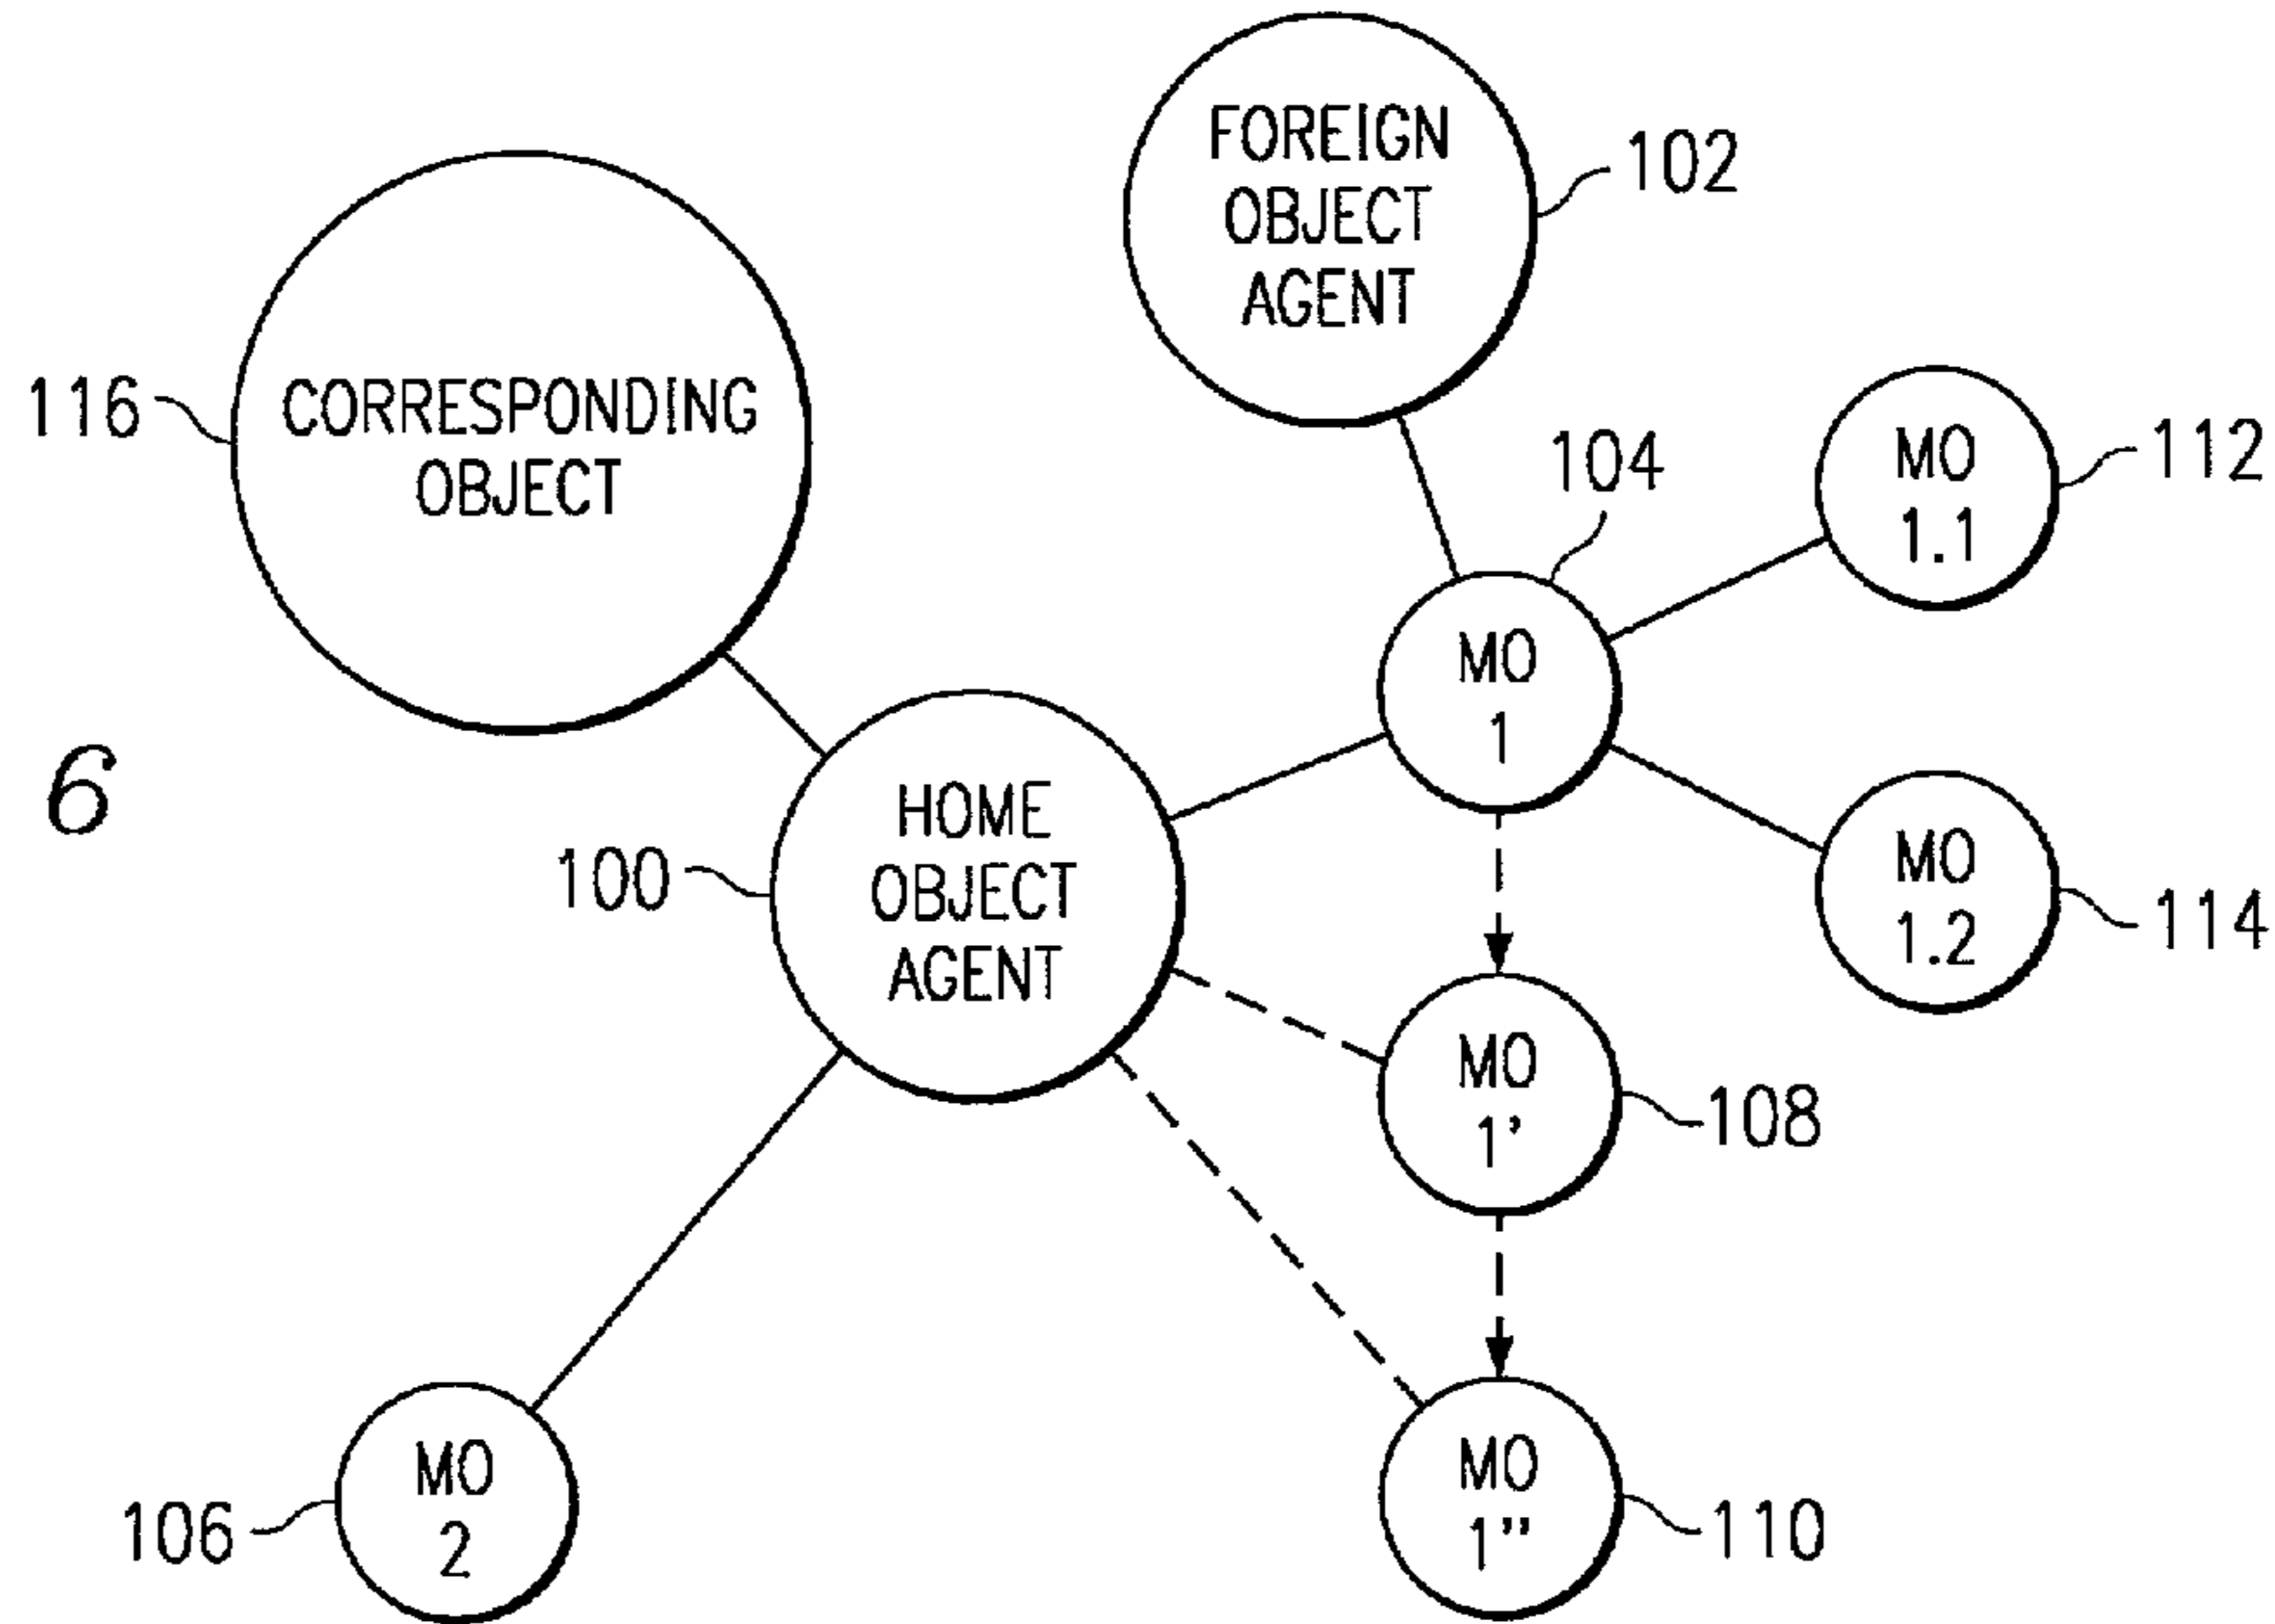 FOREIGN
OBJECT
AGENT
102
116
CORRESPONDING
OBJECT
104
MO
1.1
112
MO
1
6
HOME
OBJECT
AGENT
100
MO
1.2
114
MO
1'
108
MO
2
106
MO
1"
110